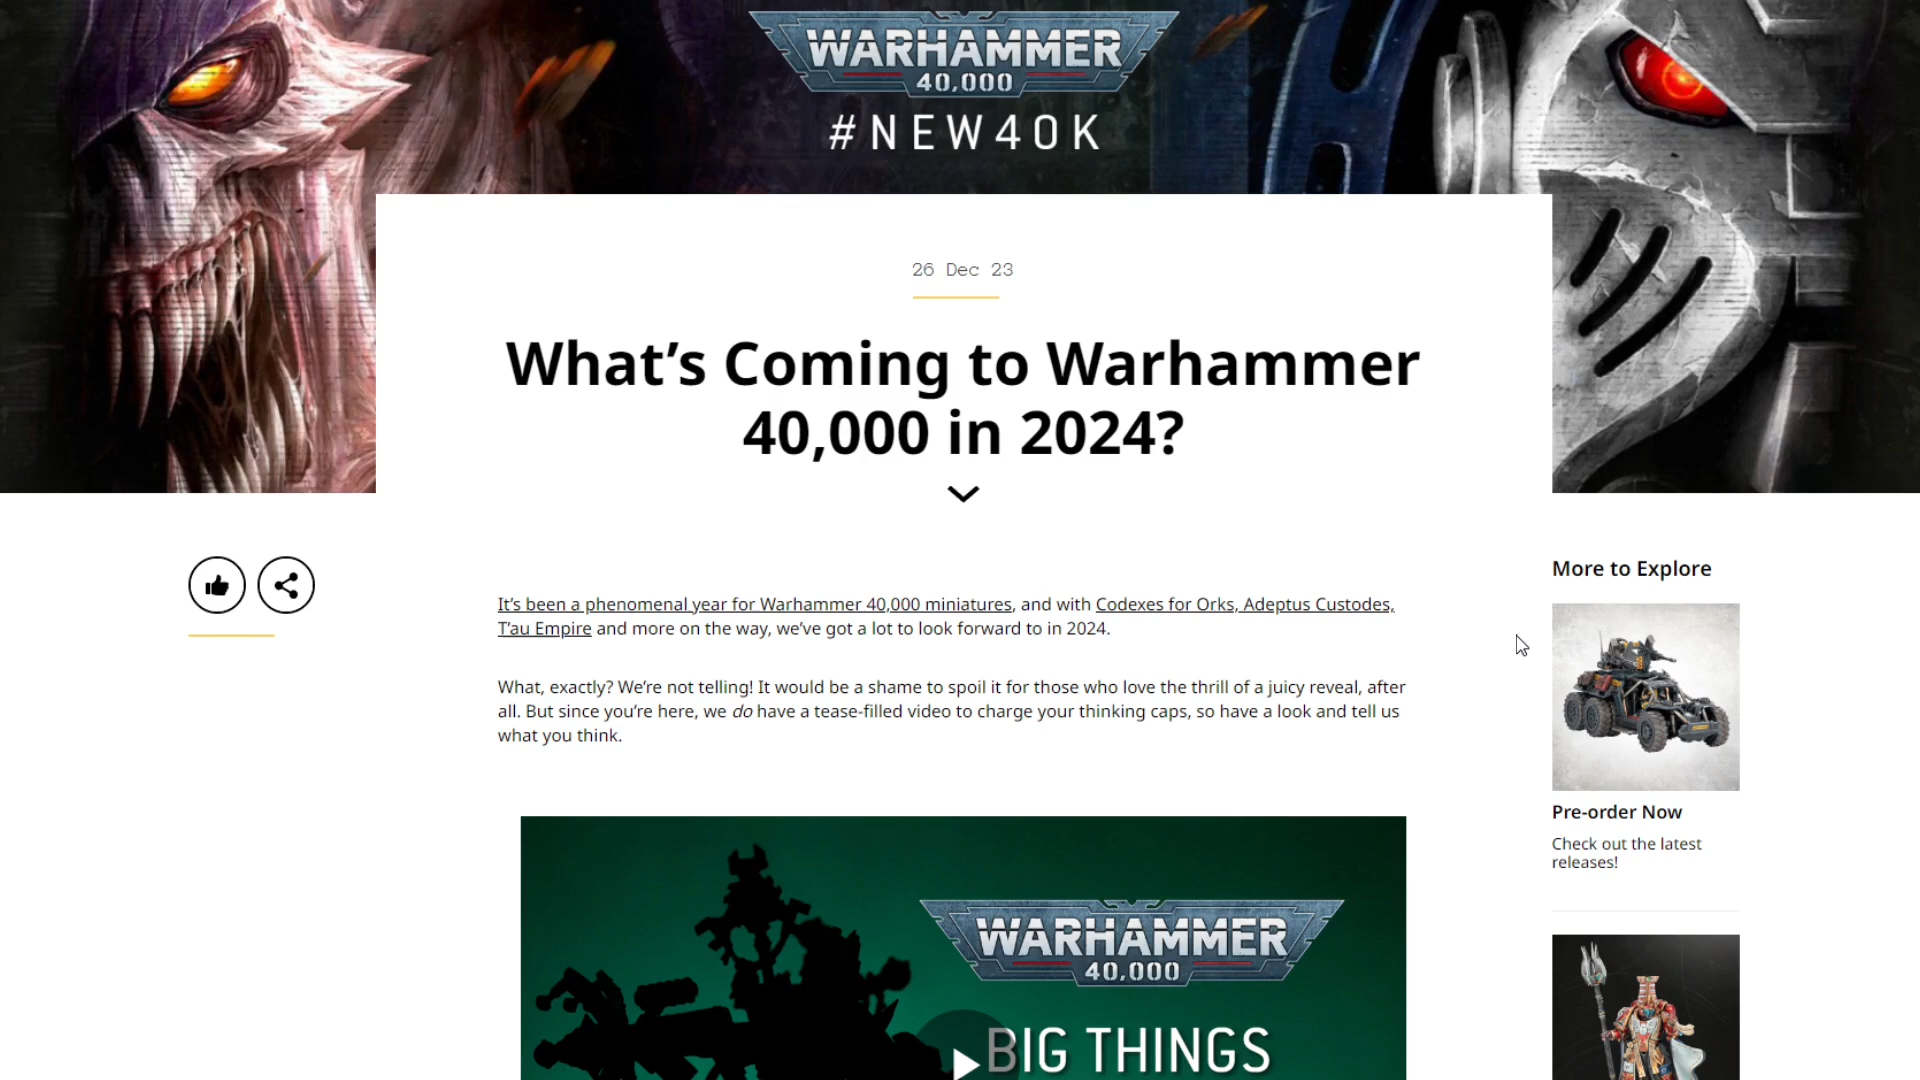 WARHAMMER
40,000
#NEW40K
26 Dec 23
What’s Coming to Warhammer
40,000 in 2024?
It’s been a phenomenal year for Warhammer 40,000 miniatures, and with Codexes for Orks, Adeptus Custodes,
T’au Empire and more on the way, we’ve got a lot to look forward to in 2024.
What, exactly? We’re not telling! It would be a shame to spoil it for those who love the thrill of a juicy reveal, after
all. But since you’re here, we do have a tease-filled video to charge your thinking caps, so have a look and tell us
what you think.
WARHAMMER
40,000
BIG THINGS
More to Explore
Pre-order Now
Check out the latest
releases!